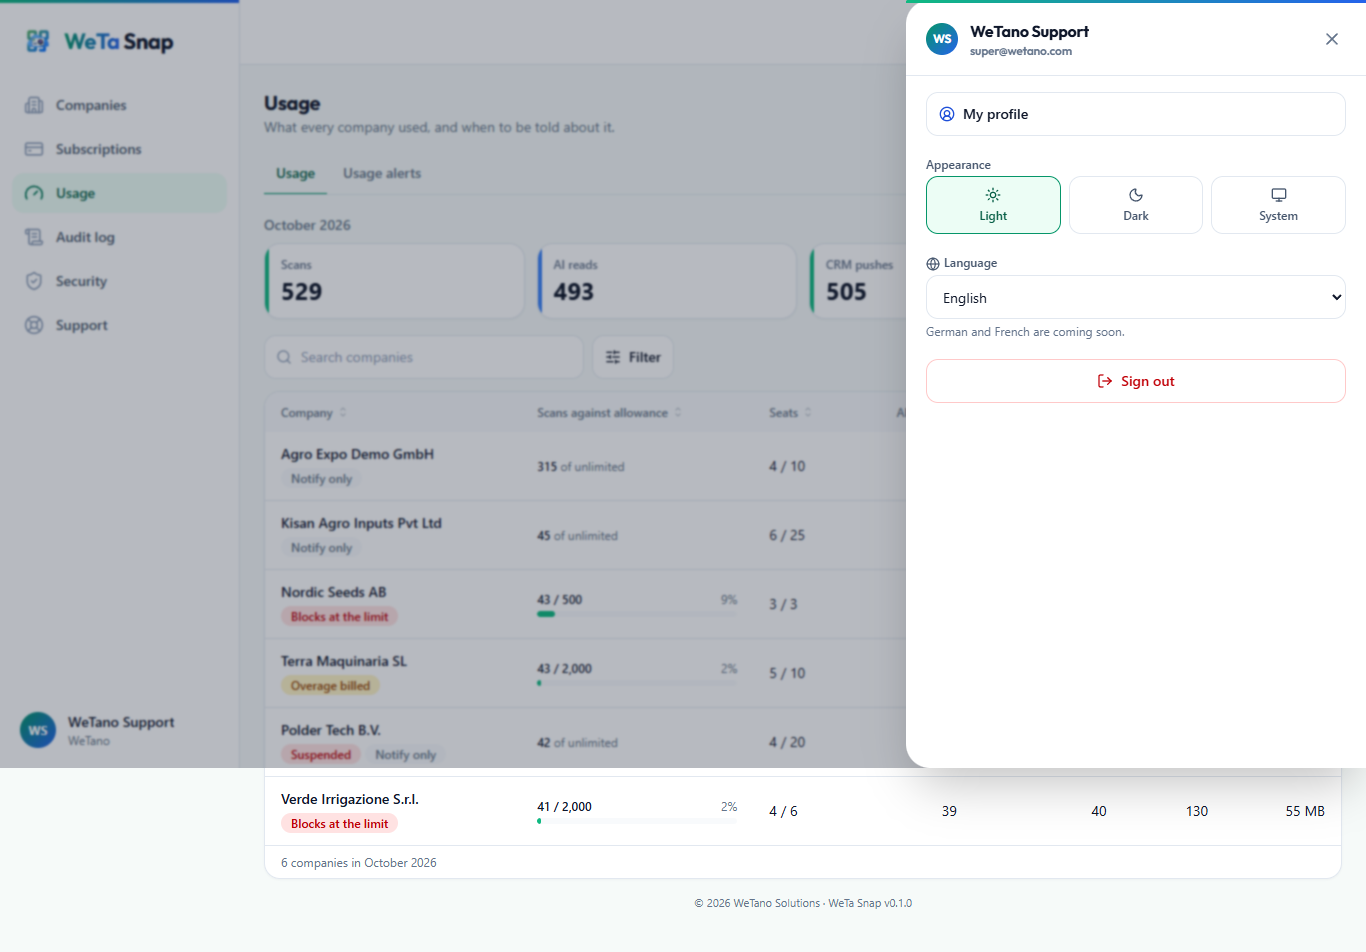 WeTa Snap
Companies
Subscriptions
Usage
Audit log
Security
Support
WS
WeTano Support
WeTano
Usage
What every company used, and when to be told about it.
Usage
Usage alerts
October 2026
Scans
529
AI reads
493
CRM pushes
505
Search companies
Filter
Company
Scans against allowance
Seats
Agro Expo Demo GmbH
Notify only
315 of unlimited
4 / 10
Kisan Agro Inputs Pvt Ltd
Notify only
45 of unlimited
6 / 25
Nordic Seeds AB
Blocks at the limit
43 / 500
9%
3 / 3
Terra Maquinaria SL
Overage billed
43 / 2,000
2%
5 / 10
Polder Tech B.V.
Suspended
Notify only
42 of unlimited
4 / 20
Verde Irrigazione S.r.l.
Blocks at the limit
41 / 2,000
2%
4 / 6
39
40
130
55 MB
6 companies in October 2026
© 2026 WeTano Solutions · WeTa Snap v0.1.0
WS
WeTano Support
super@wetano.com
My profile
Appearance
Light
Dark
System
Language
English
German and French are coming soon.
Sign out